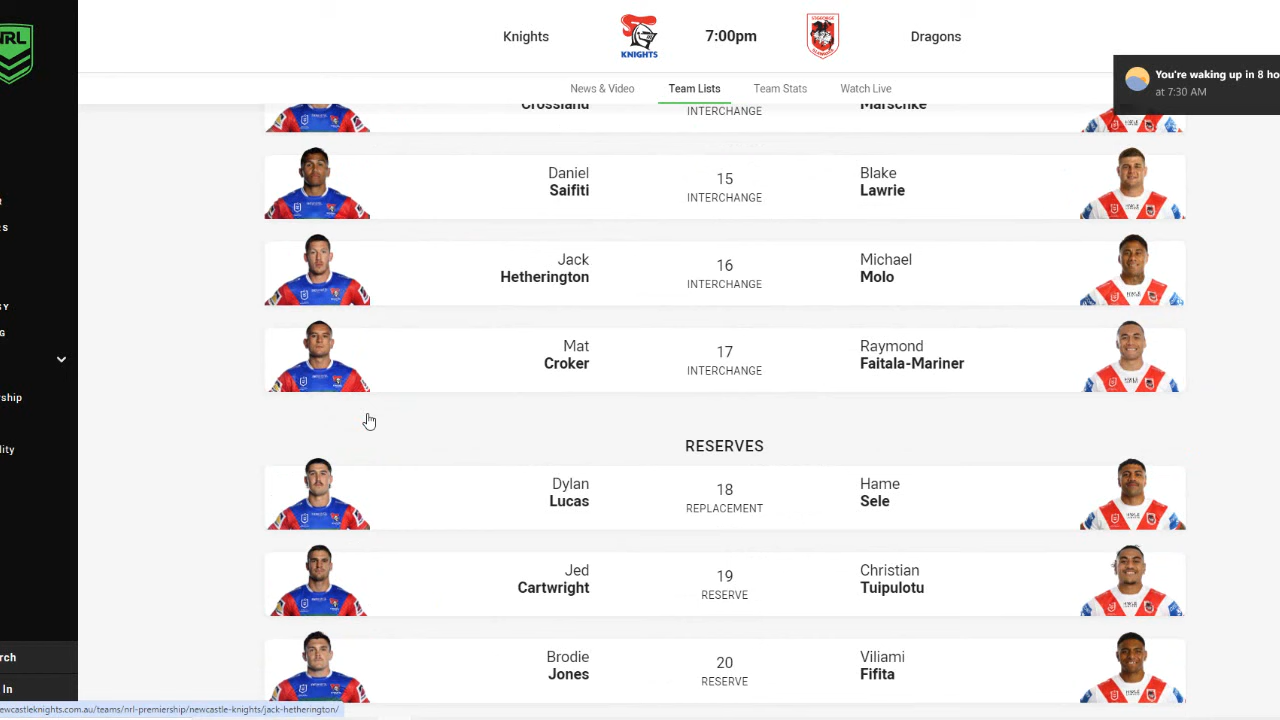 NRL
Knights
KNIGHTS
7:00pm
Dragons
You're waking up in 8 ho
at 7:30 AM
News & Video
Team Lists
Team Stats
Watch Live
Crossland
INTERCHANGE
Marschke
Daniel
Saifiti
15
INTERCHANGE
Blake
Lawrie
Jack
Hetherington
16
INTERCHANGE
Michael
Molo
Mat
Croker
17
INTERCHANGE
Raymond
Faitala-Mariner
RESERVES
Dylan
Lucas
18
REPLACEMENT
Hame
Sele
Jed
Cartwright
19
RESERVE
Christian
Tuipulotu
Brodie
Jones
20
RESERVE
Viliami
Fifita
R
RS
SY
G
ship
lity
rch
In
ewcastleknights.com.au/teams/nrl-premiership/newcastle-knights/jack-hetherington/